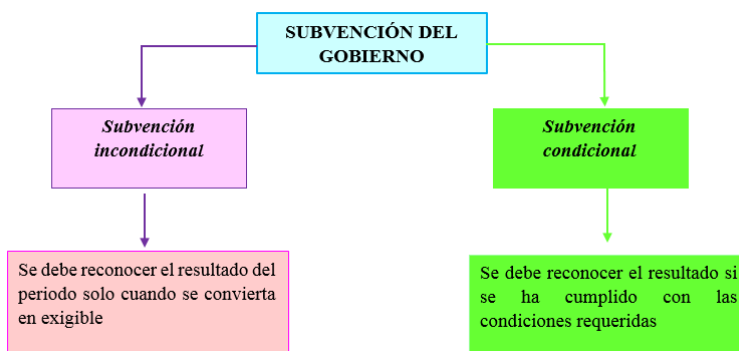 SUBVENCIÓN DEL
GOBIERNO
Subvención
incondicional
Subvención
condicional
Se debe reconocer el resultado del
periodo solo cuando se convierta
en exigible
Se debe reconocer el resultado si
se ha cumplido con las
condiciones requeridas